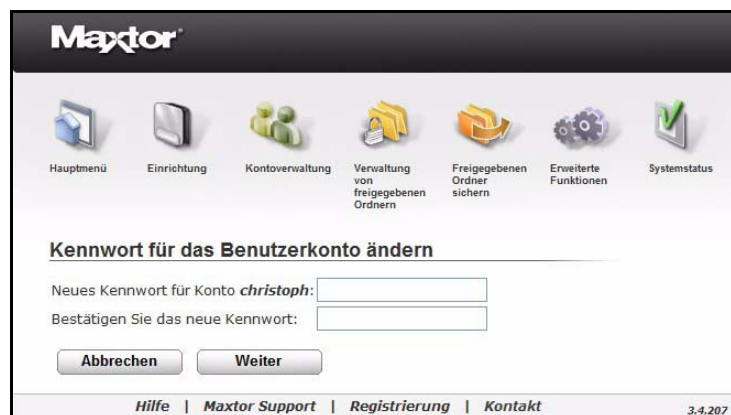 Maxtor
Hauptmenü
Einrichtung
Kontoverwaltung
Verwaltung
von
freigegebenen
Ordnern
Freigegebenen
Ordner
sichern
Erweiterte
Funktionen
Systemstatus
Kennwort für das Benutzerkonto ändern
Neues Kennwort für Konto christoph:
Bestätigen Sie das neue Kennwort:
Abbrechen Weiter
Hilfe | Maxtor Support | Registrierung | Kontakt 3.4.207